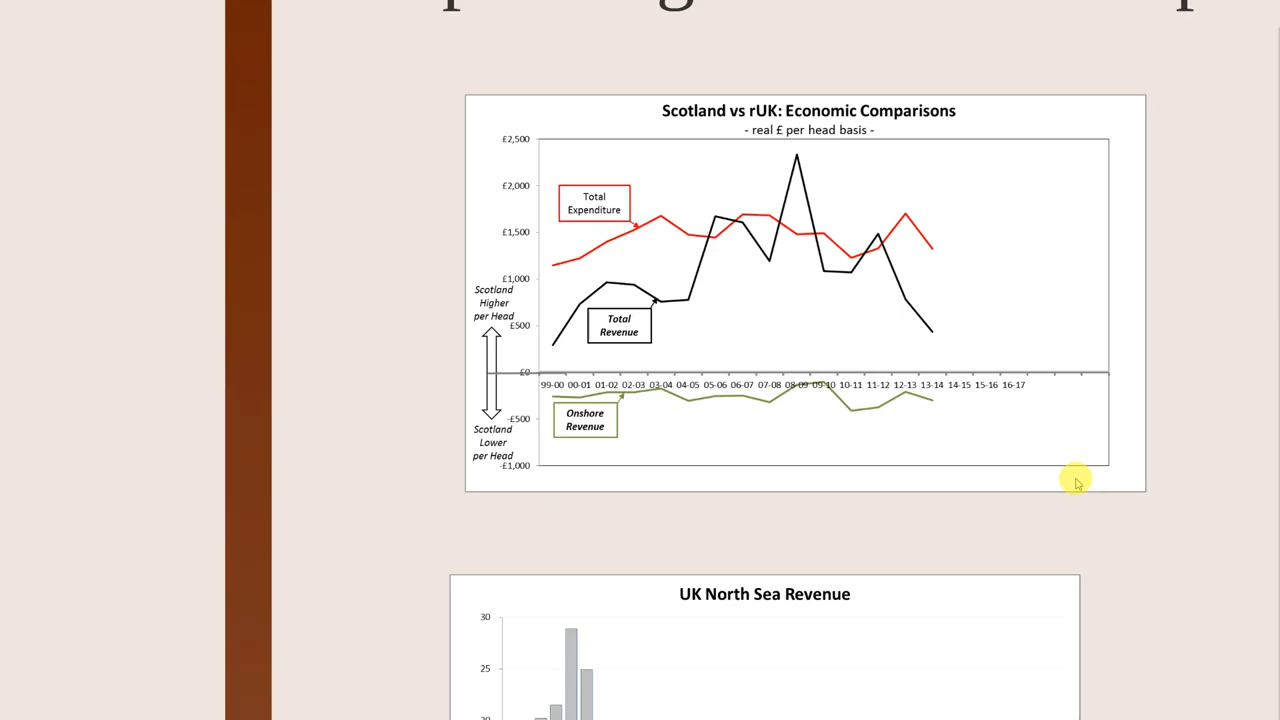 Scotland vs rUK: Economic Comparisons
- real £ per head basis -
£2,500
£2,000
£1,500
£1,000
£500
£0
-£500
-£1,000
Total
Expenditure
Total
Revenue
Onshore
Revenue
Scotland
Higher
per Head
Scotland
Lower
per Head
99-00 00-01 01-02 02-03 03-04 04-05 05-06 06-07 07-08 08-09 09-10 10-11 11-12 12-13 13-14 14-15 15-16 16-17
UK North Sea Revenue
30
25